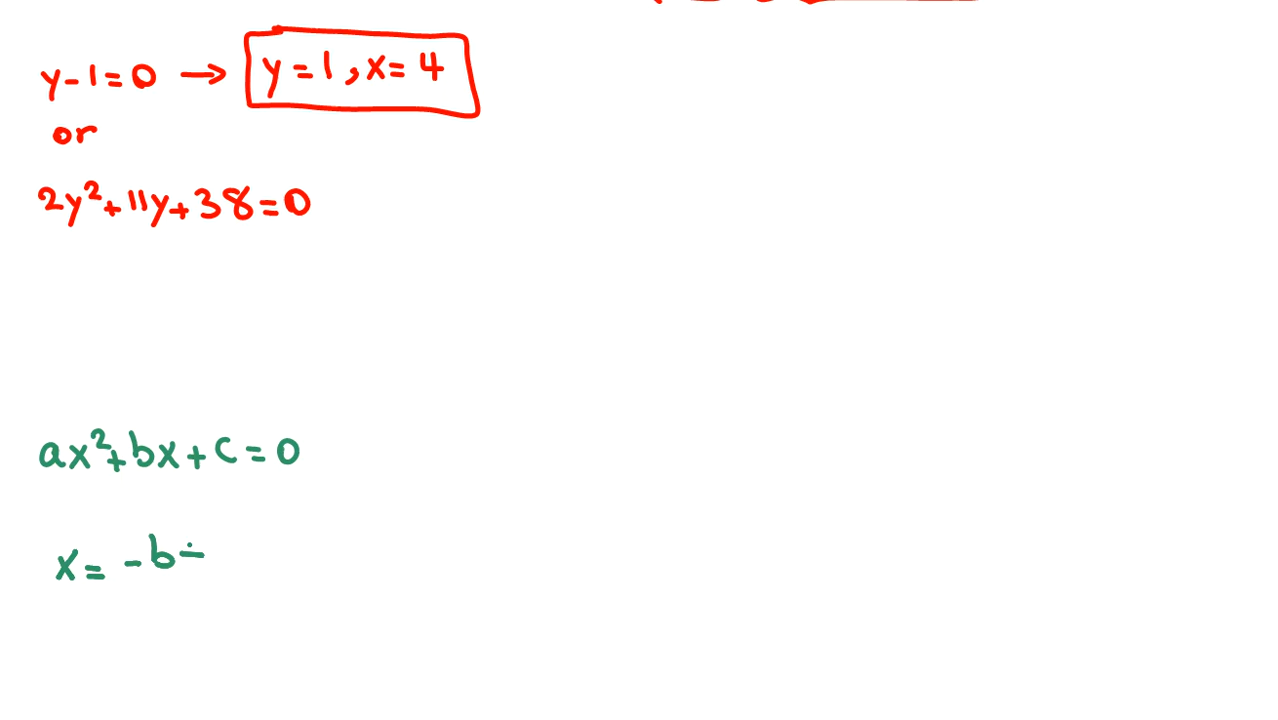 y-1=0 → y=1, x=4
or
2y²+11y+38=0
ax²+bx+c=0
x= -b ÷